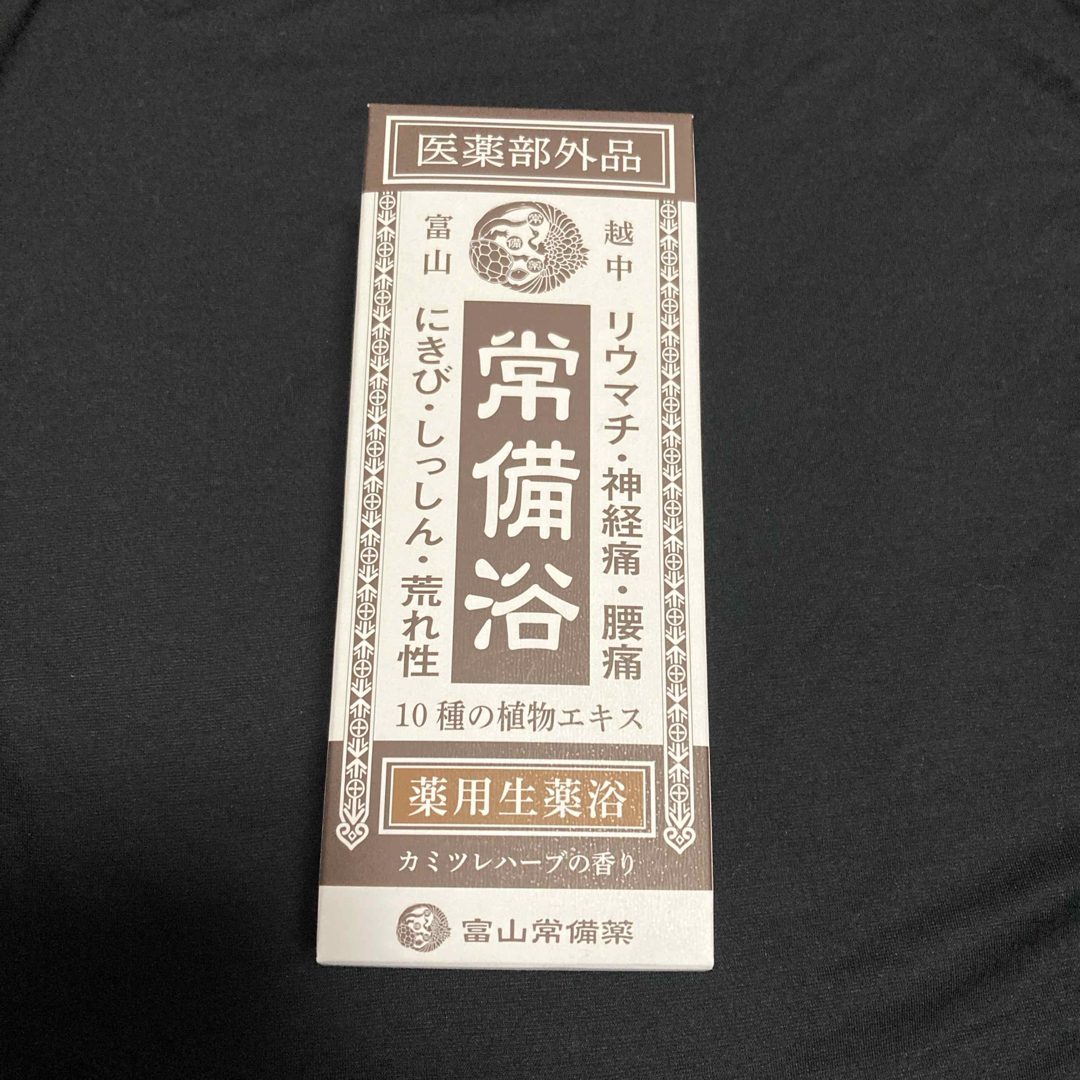 医薬部外品
越中
富山
常
備
薬
リウマチ・神経痛・腰痛
常備浴
にきび・しっしん・荒れ性
10種の植物エキス
薬用生薬浴
カミツレハーブの香り
富山常備薬